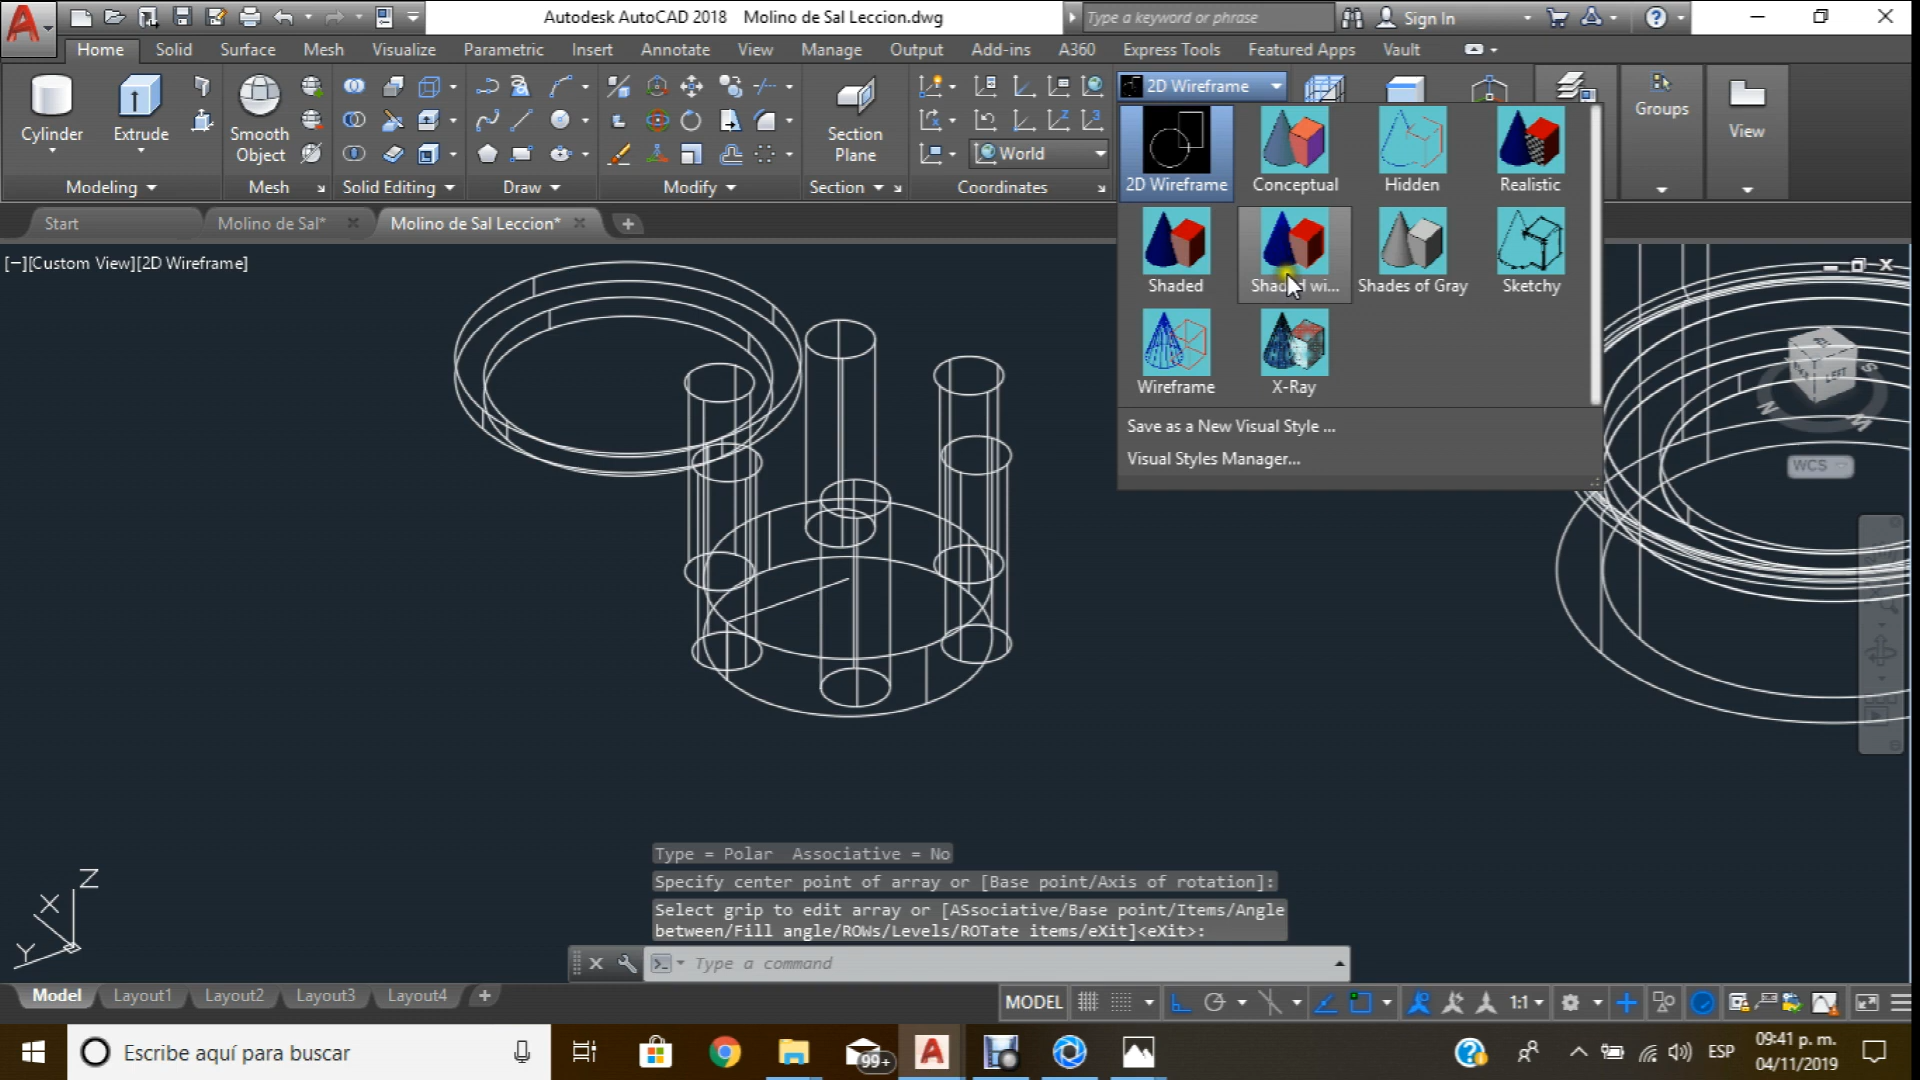 Autodesk AutoCAD 2018 Molino de Sal Leccion.dwg
Type a keyword or phrase
Sign In
Home Solid Surface Mesh Mesh Visualize Parametric Insert Annotate View Manage Output Add-ins A360 Express Tools Featured Apps Vault
Cylinder
Extrude
Smooth
Object
Section
Plane
World
2D Wireframe
Groups
View
Modeling
Mesh
Solid Editing
Draw
Modify
Section
Coordinates
2D Wireframe Conceptual Hidden Realistic
Shaded Shaded wi... Shades of Gray Sketchy
Wireframe X-Ray
Save as a New Visual Style ...
Visual Styles Manager...
Start
Molino de Sal*
Molino de Sal Leccion*
[−][Custom View][2D Wireframe]
LEFT
S
N
WCS
Z
X
Y
Type = Polar Associative = No
Specify center point of array or [Base point/Axis of rotation]:
Select grip to edit array or [ASsociative/Base point/Items/Angle
between/Fill angle/ROWs/Levels/ROTate items/eXit]<eXit>:
Type a command
Model Layout1 Layout2 Layout3 Layout4
MODEL
1:1
Escribe aquí para buscar
99+
ESP
09:41 p. m.
04/11/2019